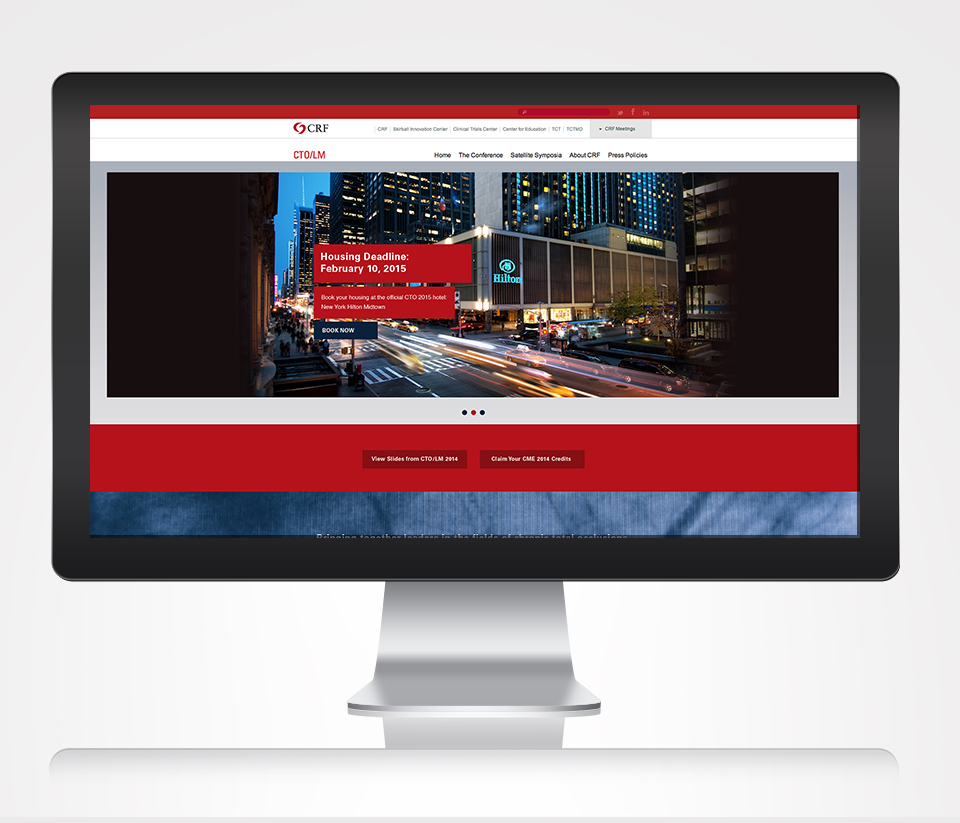 CRF
CRF | Skirball Innovation Center | Clinical Trials Center | Center for Education | TCT | TCTMD
CRF Meetings
CTO/LM
Home The Conference Satellite Symposia About CRF Press Policies
Housing Deadline:
February 10, 2015
Book your housing at the official CTO 2015 hotel:
New York Hilton Midtown
BOOK NOW
Hilton
View Slides from CTO/LM 2014
Claim Your CME 2014 Credits
Bringing together leaders in the fields of chronic total occlusions